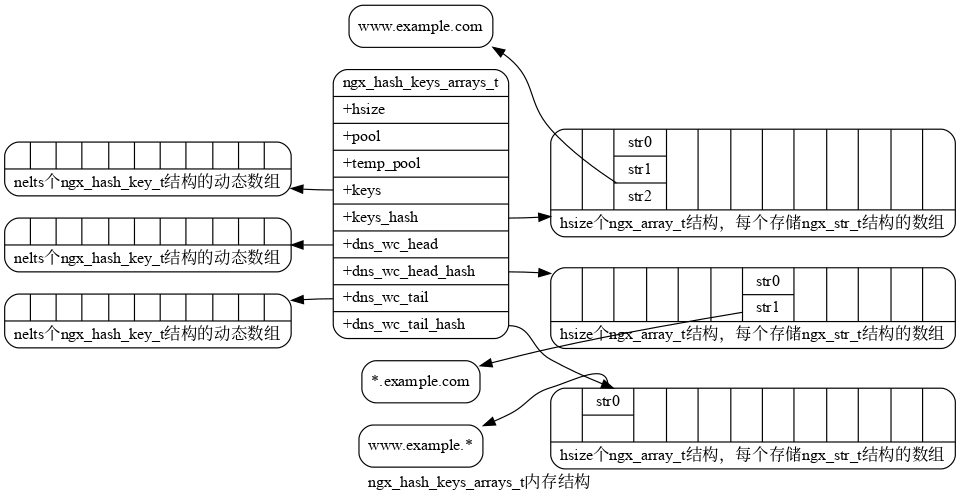 www.example.com
ngx_hash_keys_arrays_t
+hsize
+pool
+temp_pool
+keys
+keys_hash
+dns_wc_head
+dns_wc_head_hash
+dns_wc_tail
+dns_wc_tail_hash
nelts个ngx_hash_key_t结构的动态数组
nelts个ngx_hash_key_t结构的动态数组
nelts个ngx_hash_key_t结构的动态数组
str0
str1
str2
hsize个ngx_array_t结构，每个存储ngx_str_t结构的数组
str0
str1
hsize个ngx_array_t结构，每个存储ngx_str_t结构的数组
*.example.com
str0
hsize个ngx_array_t结构，每个存储ngx_str_t结构的数组
www.example.*
ngx_hash_keys_arrays_t内存结构